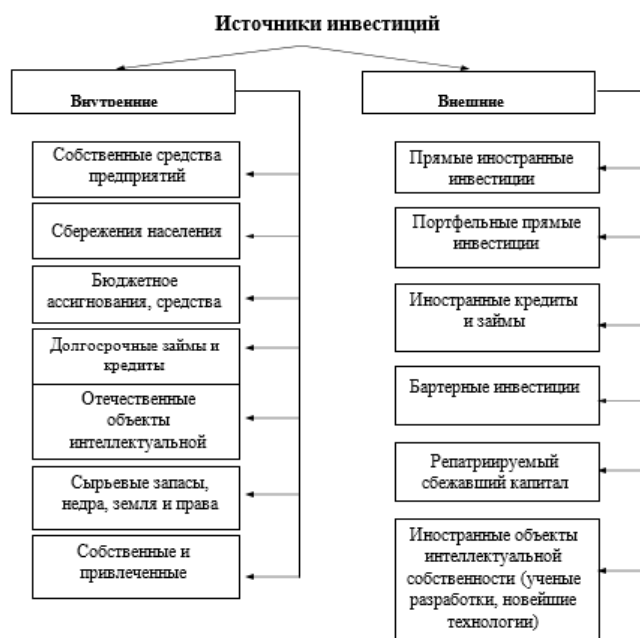 Источники инвестиций
Внутренние
Собственные средства
предприятий
Сбережения населения
Бюджетное
ассигнования, средства
Долгосрочные займы и
кредиты
Отечественные
объекты
интеллектуальной
Сырьевые запасы,
недра, земля и права
Собственные и
привлеченные
Внешние
Прямые иностранные
инвестиции
Портфельные прямые
инвестиции
Иностранные кредиты
и займы
Бартерные инвестиции
Репатриируемый
сбежавший капитал
Иностранные объекты
интеллектуальной
собственности (ученые
разработки, новейшие
технологии)